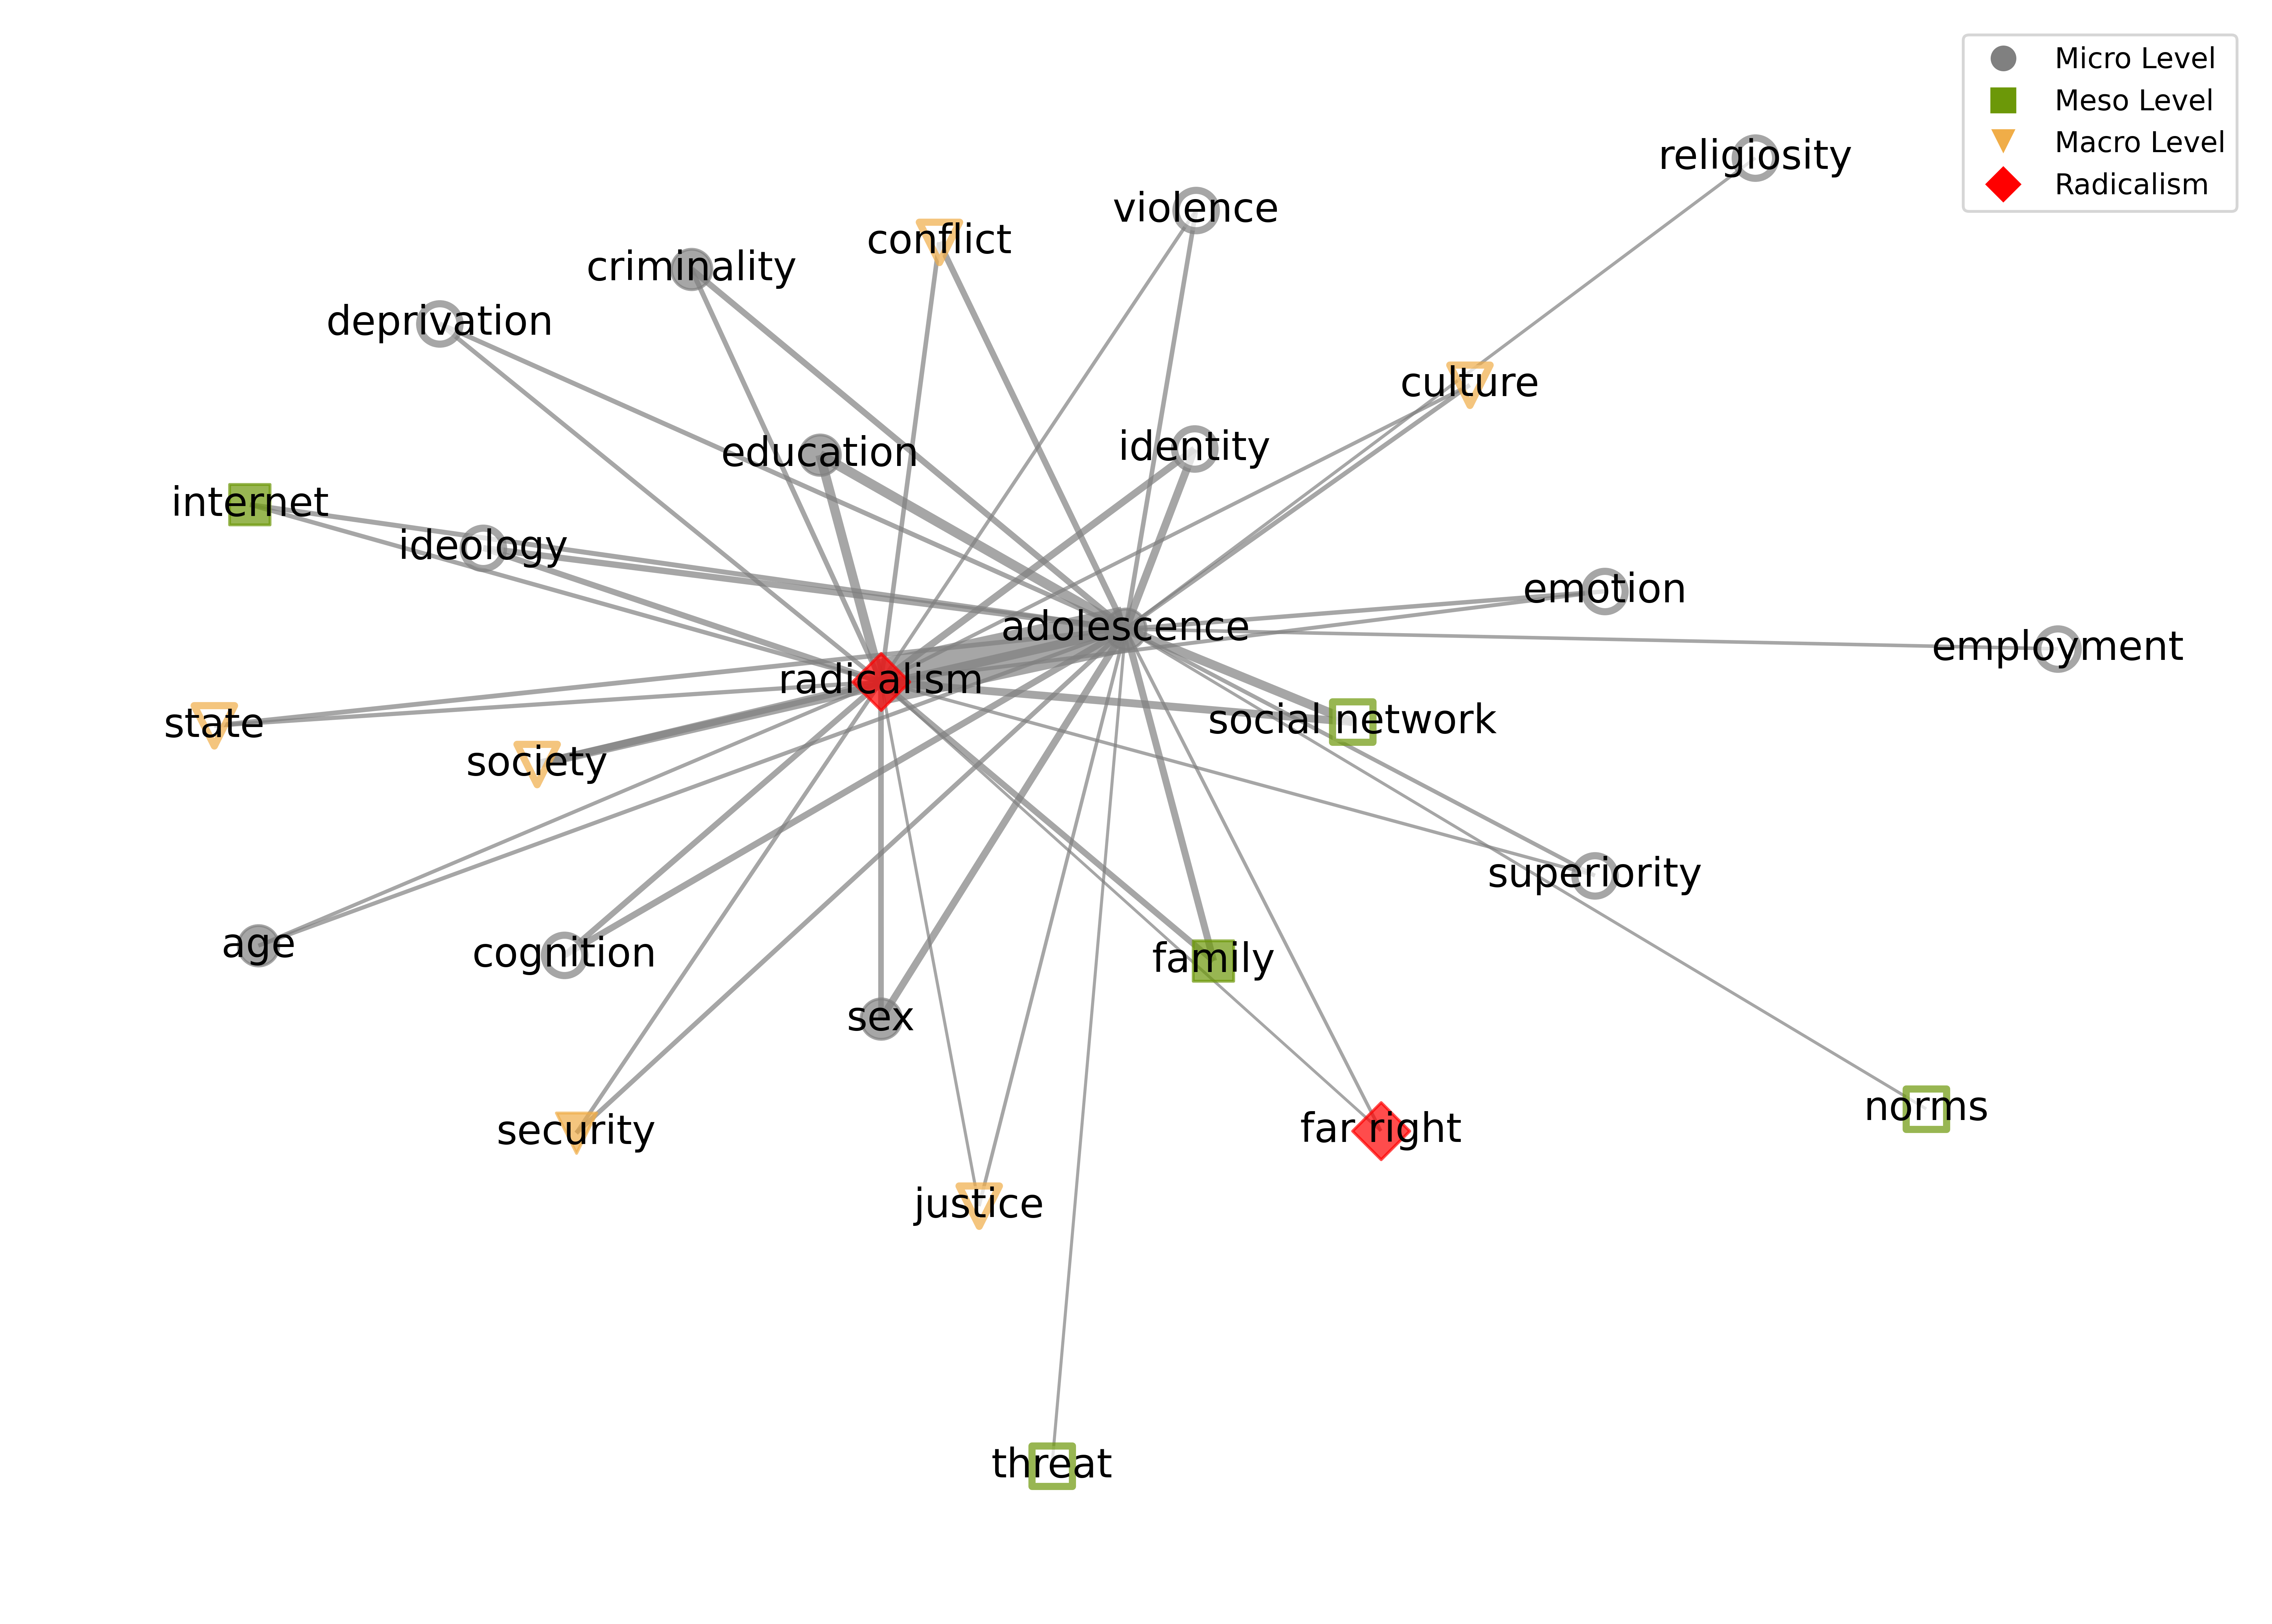 Micro Level
Meso Level
Macro Level
Radicalism
religiosity
violence
conflict
criminality
deprivation
culture
identity
education
internet
ideology
emotion
adolescence
employment
radicalism
social network
state
society
superiority
age
cognition
family
sex
norms
security
far right
justice
threat